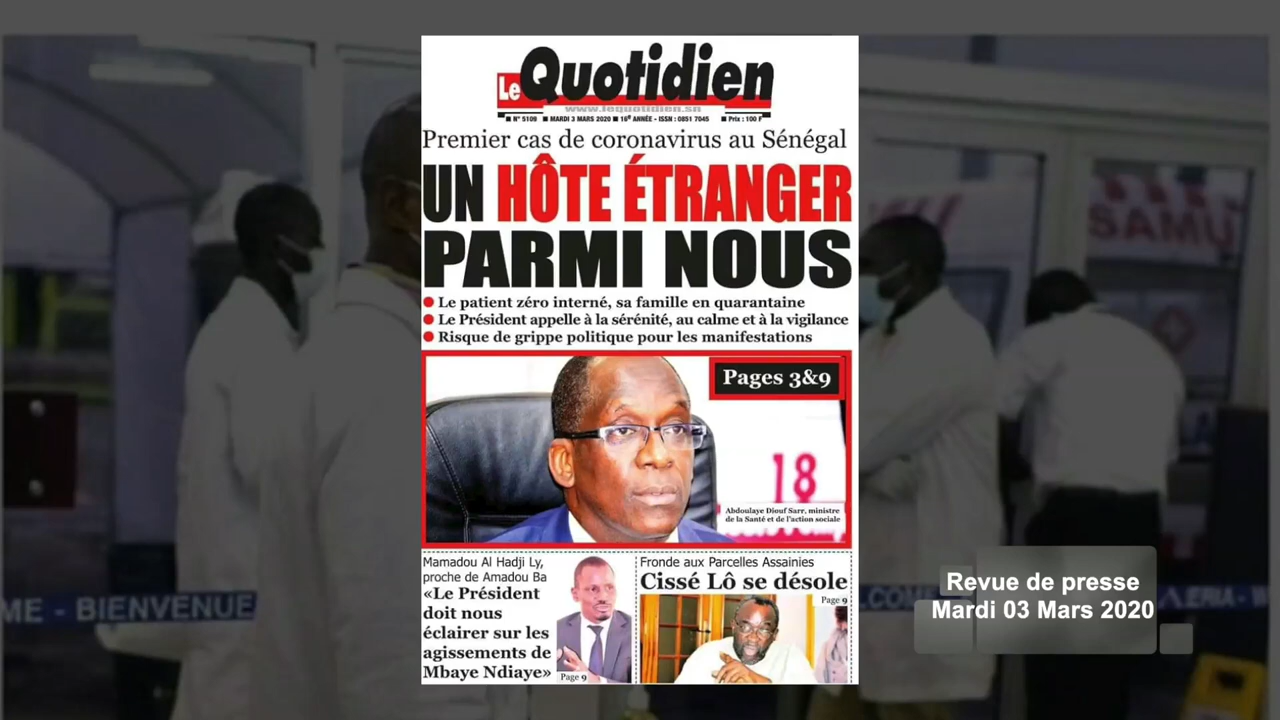 Le Quotidien
www.lequotidien.sn
N° 5109 ■ MARDI 3 MARS 2020 ■ 16E ANNÉE - ISSN : 0851 7045 ■ Prix : 100 F
Premier cas de coronavirus au Sénégal
UN HÔTE ÉTRANGER
PARMI NOUS
● Le patient zéro interné, sa famille en quarantaine
● Le Président appelle à la sérénité, au calme et à la vigilance
● Risque de grippe politique pour les manifestations
Pages 3&9
18
Abdoulaye Diouf Sarr, ministre
de la Santé et de l'action sociale
Mamadou Al Hadji Ly,
proche de Amadou Ba
«Le Président
doit nous
éclairer sur les
agissements de
Mbaye Ndiaye»
Page 9
Fronde aux Parcelles Assainies
Cissé Lô se désole
Page 9
SAMU
ME - BIENVENUE
Revue de presse
Mardi 03 Mars 2020